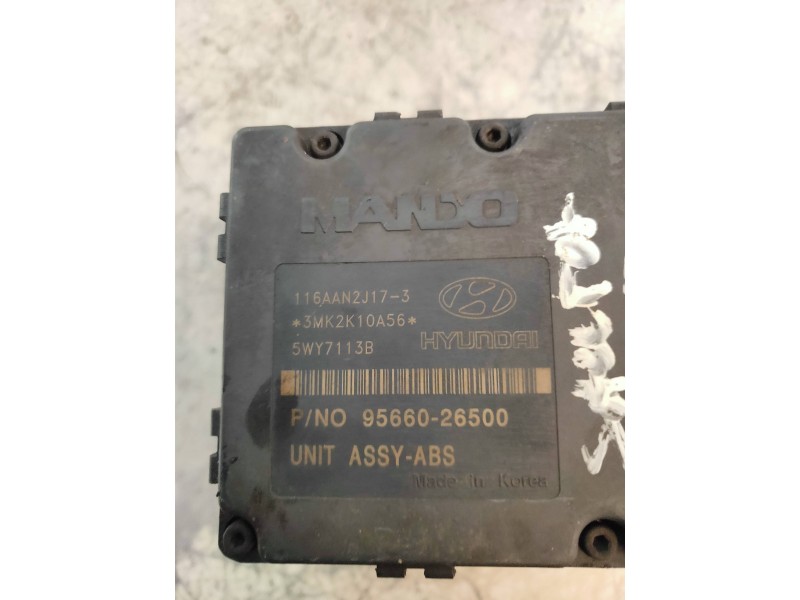 MANDO
116AAN2J17-3
*3MK2K10A56*
5WY7113B
HYUNDAI
P/NO 95660-26500
UNIT ASSY-ABS
Made in Korea